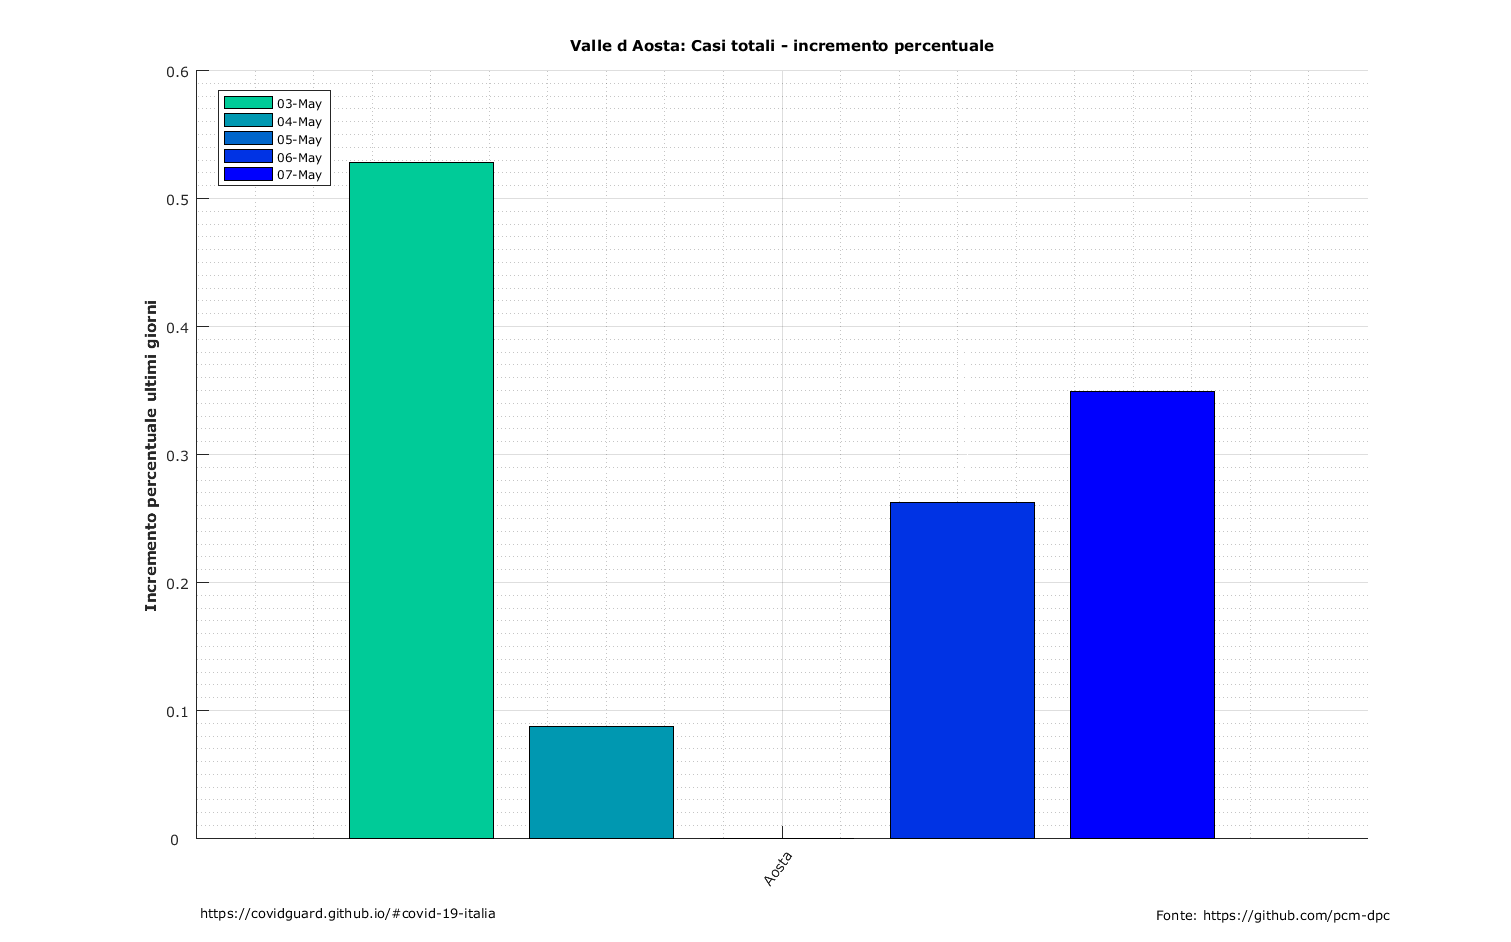 Valle d Aosta: Casi totali - incremento percentuale
0.6
0.5
0.4
0.3
0.2
0.1
0
Incremento percentuale ultimi giorni
03-May
04-May
05-May
06-May
07-May
Aosta
https://covidguard.github.io/#covid-19-italia
Fonte: https://github.com/pcm-dpc